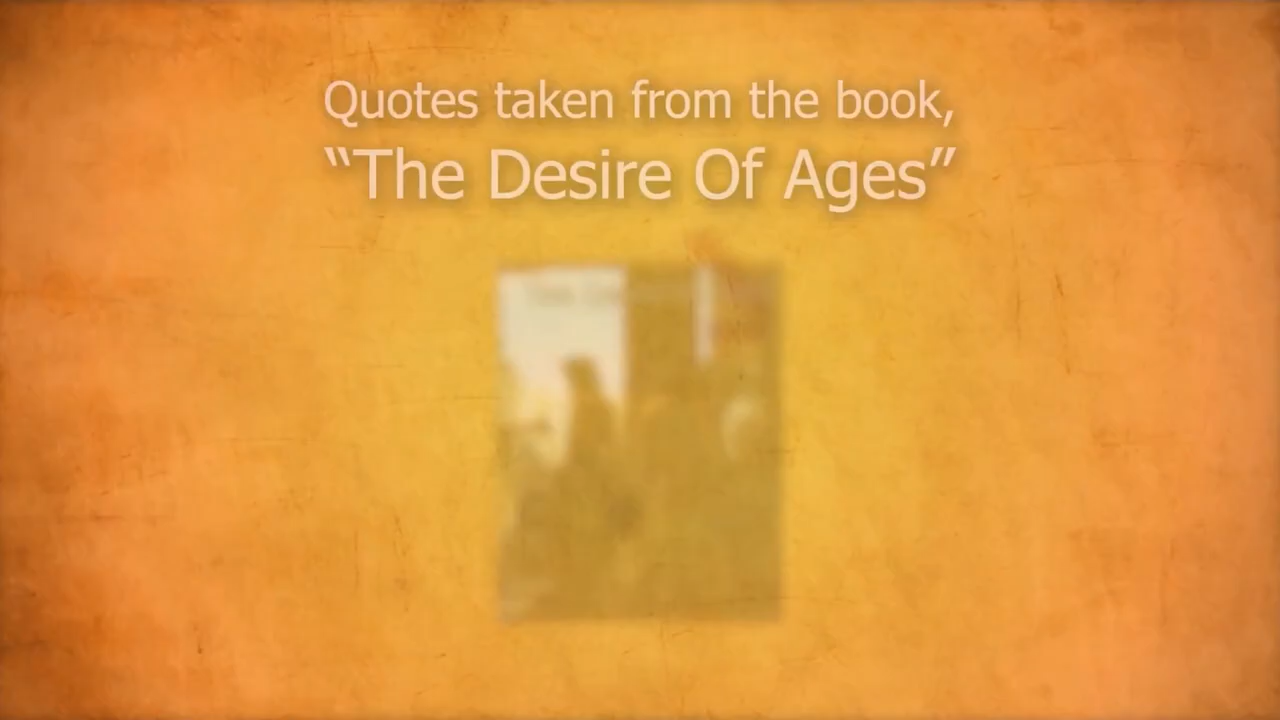 Quotes taken from the book,
“The Desire Of Ages”